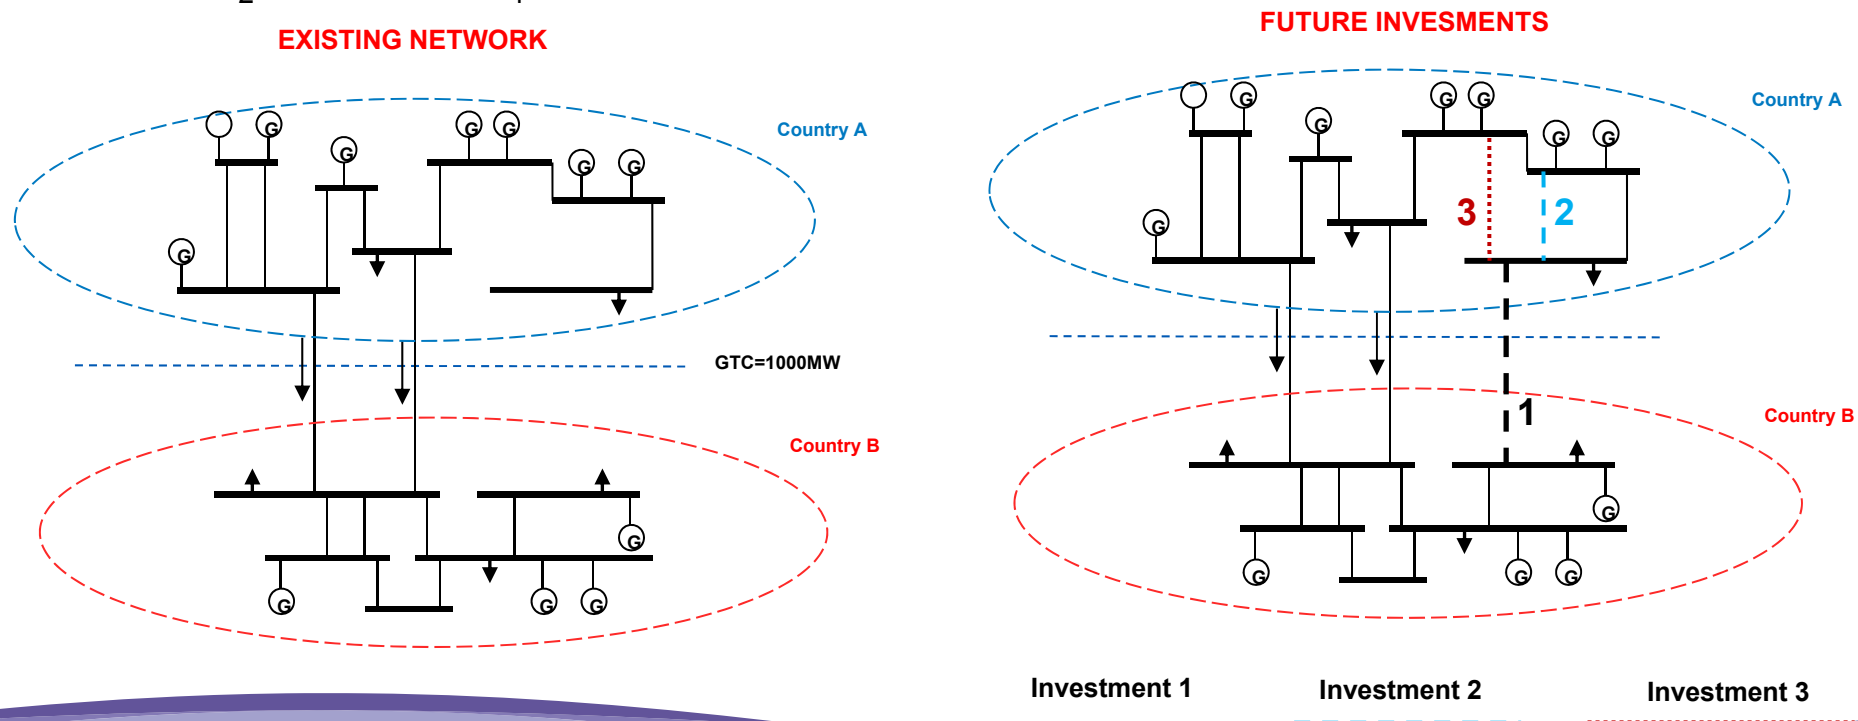 2
EXISTING NETWORK
FUTURE INVESMENTS
Country A
G
G
G
G
G
G
G
GTC=1000MW
Country B
G
G
G
G
Country A
G
G
G
G
G
G
G
3
2
1
Country B
G
G
G
G
Investment 1
Investment 2
Investment 3